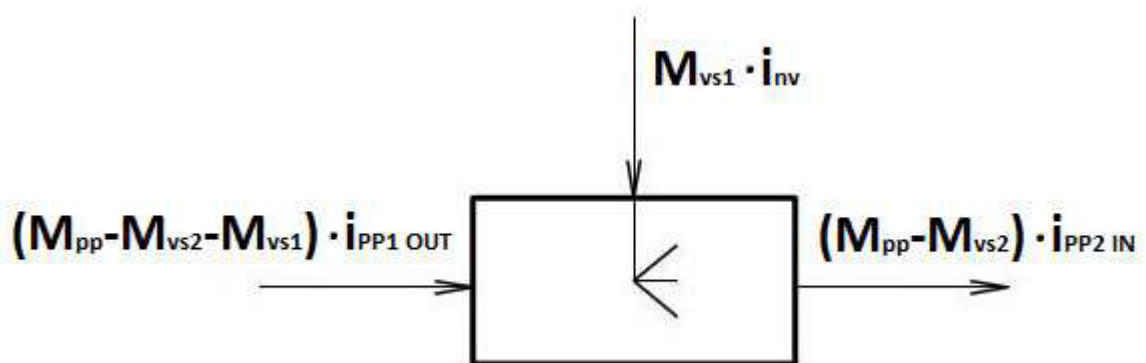 Mvs1 · inv
(Mpp-Mvs2-Mvs1) · iPP1 OUT
(Mpp-Mvs2) · iPP2 IN